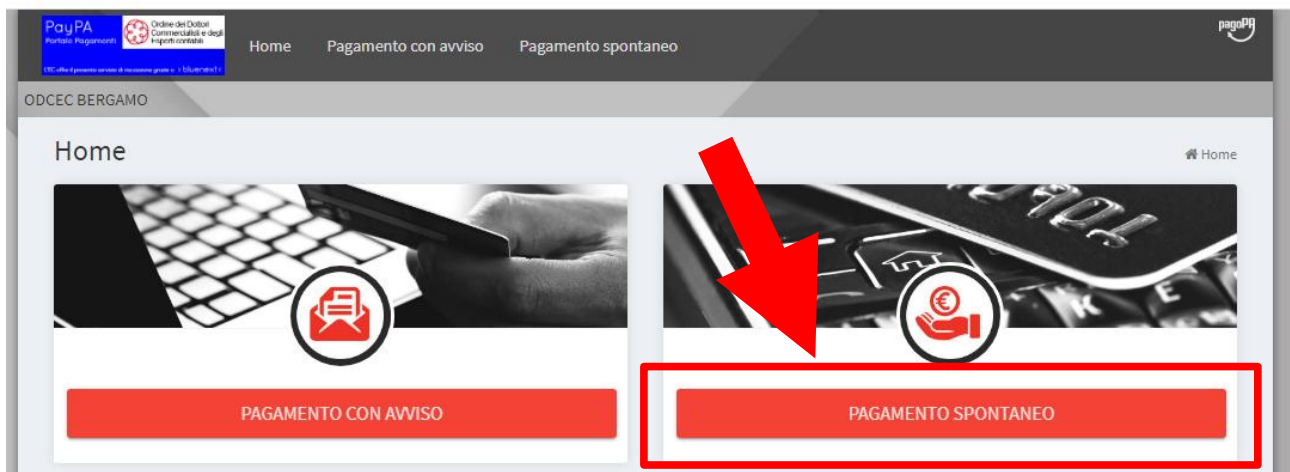 PayPA
Portale Pagamenti
Ordine dei Dottori
Commercialisti e degli
Esperti contabili
bluenext
Home Pagamento con avviso Pagamento spontaneo
pagoPA
ODCEC BERGAMO
Home
Home
PAGAMENTO CON AVVISO
PAGAMENTO SPONTANEO